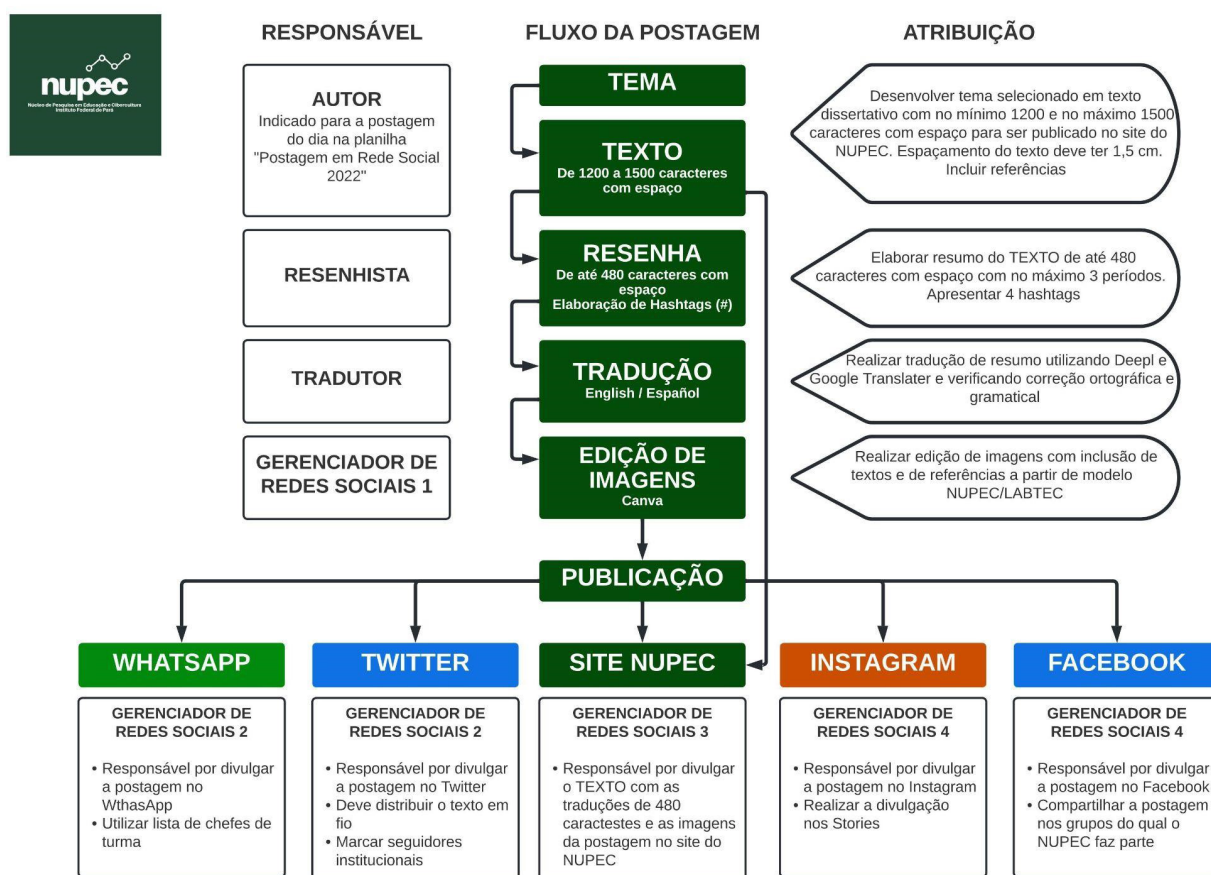 nupec
Núcleo de Pesquisa em Educação e Cibercultura
Instituto Federal do Pará
RESPONSÁVEL
FLUXO DA POSTAGEM
ATRIBUIÇÃO
AUTOR
Indicado para a postagem
do dia na planilha
"Postagem em Rede Social
2022"
TEMA
TEXTO
De 1200 a 1500 caracteres
com espaço
Desenvolver tema selecionado em texto
dissertativo com no mínimo 1200 e no máximo 1500
caracteres com espaço para ser publicado no site do
NUPEC. Espaçamento do texto deve ter 1,5 cm.
Incluir referências
RESENHISTA
RESENHA
De até 480 caracteres com
espaço
Elaboração de Hashtags (#)
Elaborar resumo do TEXTO de até 480
caracteres com espaço com no máximo 3 períodos.
Apresentar 4 hashtags
TRADUTOR
TRADUÇÃO
English / Español
Realizar tradução de resumo utilizando Deepl e
Google Translater e verificando correção ortográfica e
gramatical
GERENCIADOR DE
REDES SOCIAIS 1
EDIÇÃO DE
IMAGENS
Canva
Realizar edição de imagens com inclusão de
textos e de referências a partir de modelo
NUPEC/LABTEC
PUBLICAÇÃO
WHATSAPP
TWITTER
SITE NUPEC
INSTAGRAM
FACEBOOK
GERENCIADOR DE
REDES SOCIAIS 2
• Responsável por divulgar
a postagem no
WthasApp
• Utilizar lista de chefes de
turma
GERENCIADOR DE
REDES SOCIAIS 2
• Responsável por divulgar
a postagem no Twitter
• Deve distribuir o texto em
fio
• Marcar seguidores
institucionais
GERENCIADOR DE
REDES SOCIAIS 3
• Responsável por divulgar
o TEXTO com as
traduções de 480
caractestes e as imagens
da postagem no site do
NUPEC
GERENCIADOR DE
REDES SOCIAIS 4
• Responsável por divulgar
a postagem no Instagram
• Realizar a divulgação
nos Stories
GERENCIADOR DE
REDES SOCIAIS 4
• Responsável por divulgar
a postagem no Facebook
• Compartilhar a postagem
nos grupos do qual o
NUPEC faz parte